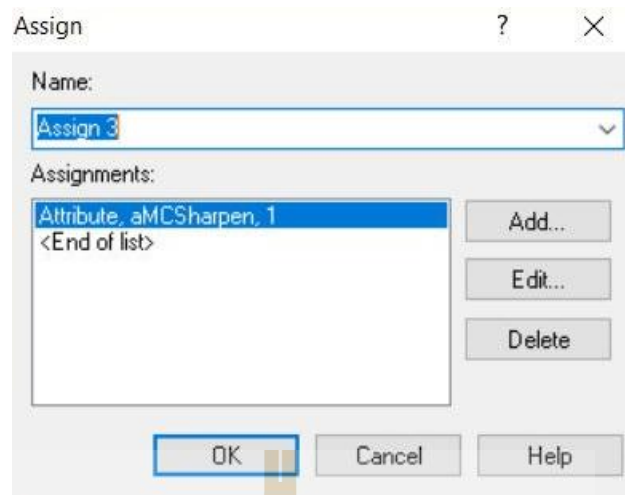 Assign ? ×
Name:
Assign 3
Assignments:
Attribute, aMCSharpen, 1
<End of list>
Add...
Edit...
Delete
OK Cancel Help